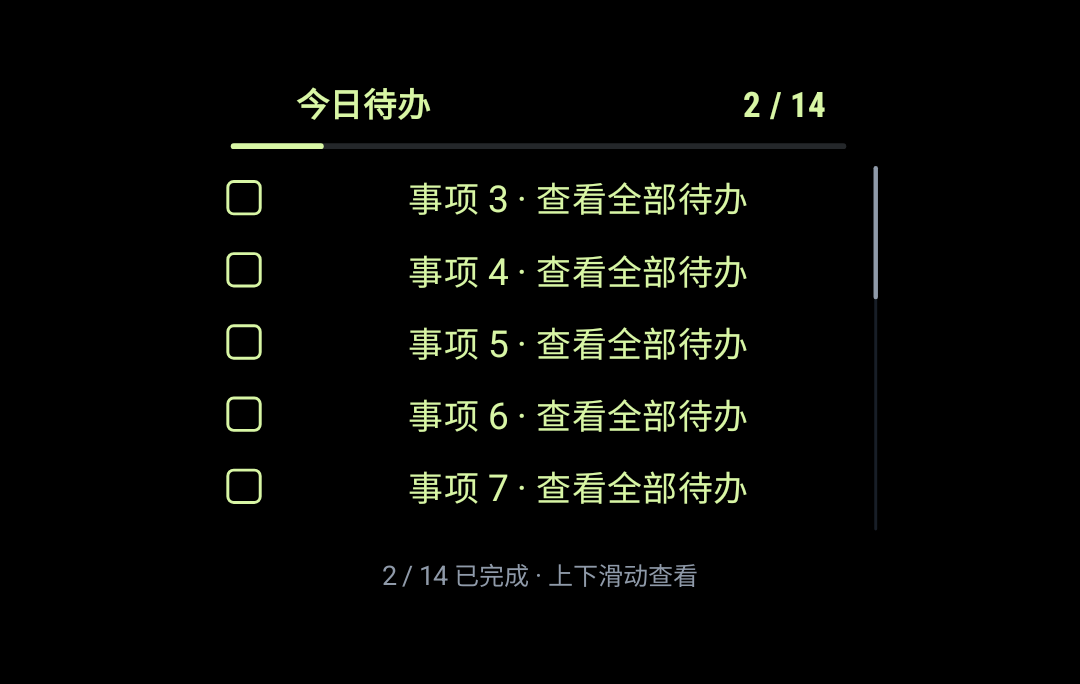 今日待办
2 / 14
事项 3 · 查看全部待办
事项 4 · 查看全部待办
事项 5 · 查看全部待办
事项 6 · 查看全部待办
事项 7 · 查看全部待办
2 / 14 已完成 · 上下滑动查看